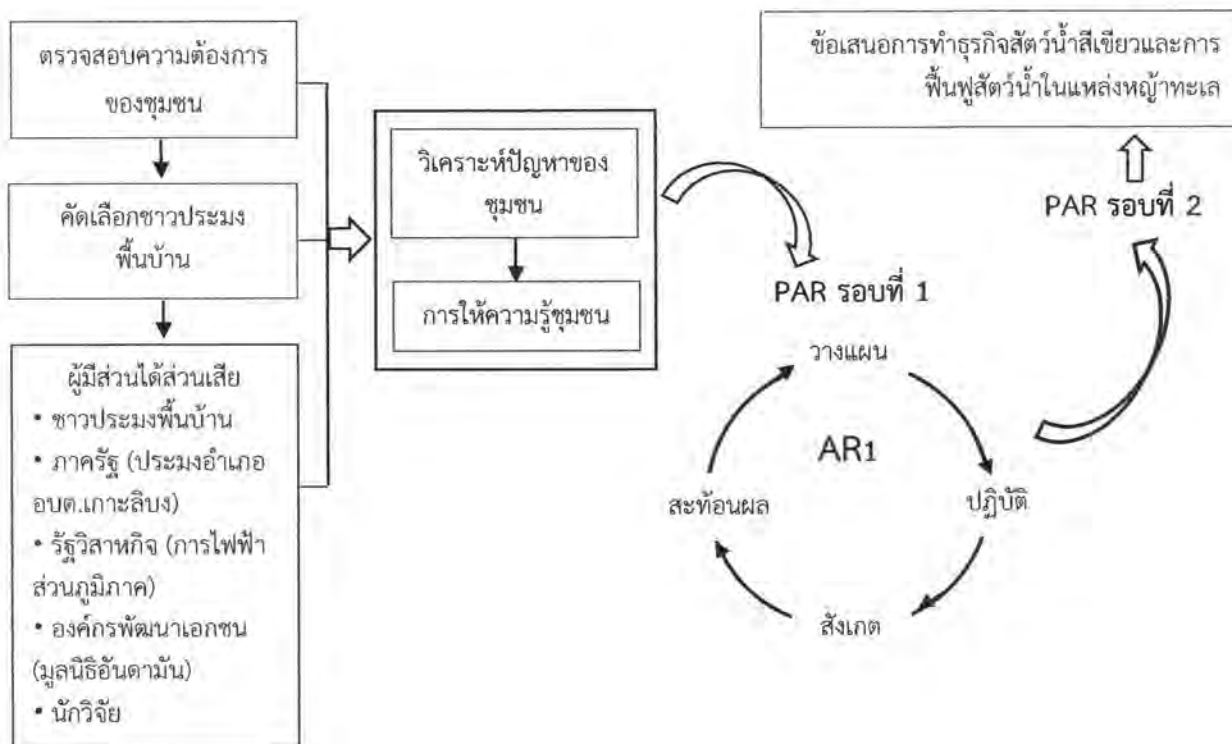 ตรวจสอบความต้องการ
ของชุมชน
คัดเลือกชาวประมง
พื้นบ้าน
ผู้มีส่วนได้ส่วนเสีย
• ชาวประมงพื้นบ้าน
• ภาครัฐ (ประมงอำเภอ
อบต.เกาะลิบง)
• รัฐวิสาหกิจ (การไฟฟ้า
ส่วนภูมิภาค)
• องค์กรพัฒนาเอกชน
(มูลนิธิอันดามัน)
• นักวิจัย
วิเคราะห์ปัญหาของ
ชุมชน
การให้ความรู้ชุมชน
PAR รอบที่ 1
วางแผน
AR1
ปฏิบัติ
สังเกต
สะท้อนผล
PAR รอบที่ 2
ข้อเสนอการทำธุรกิจสัตว์น้ำสีเขียวและการ
ฟื้นฟูสัตว์น้ำในแหล่งหญ้าทะเล